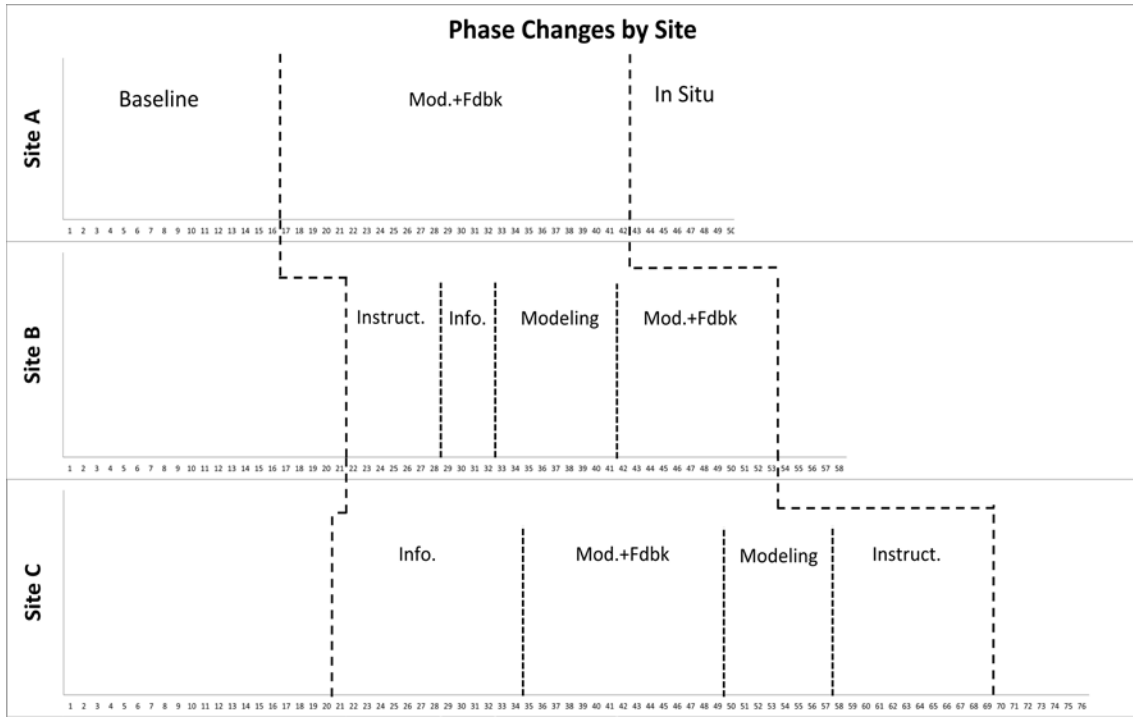 Phase Changes by Site
Site A
Baseline
Mod.+Fdbk
In Situ
1 2 3 4 5 6 7 8 9 10 11 12 13 14 15 16 17 18 19 20 21 22 23 24 25 26 27 28 29 30 31 32 33 34 35 36 37 38 39 40 41 42 43 44 45 46 47 48 49 50
Site B
Instruct.
Info.
Modeling
Mod.+Fdbk
1 2 3 4 5 6 7 8 9 10 11 12 13 14 15 16 17 18 19 20 21 22 23 24 25 26 27 28 29 30 31 32 33 34 35 36 37 38 39 40 41 42 43 44 45 46 47 48 49 50 51 52 53 54 55 56 57 58
Site C
Info.
Mod.+Fdbk
Modeling
Instruct.
1 2 3 4 5 6 7 8 9 10 11 12 13 14 15 16 17 18 19 20 21 22 23 24 25 26 27 28 29 30 31 32 33 34 35 36 37 38 39 40 41 42 43 44 45 46 47 48 49 50 51 52 53 54 55 56 57 58 59 60 61 62 63 64 65 66 67 68 69 70 71 72 73 74 75 76